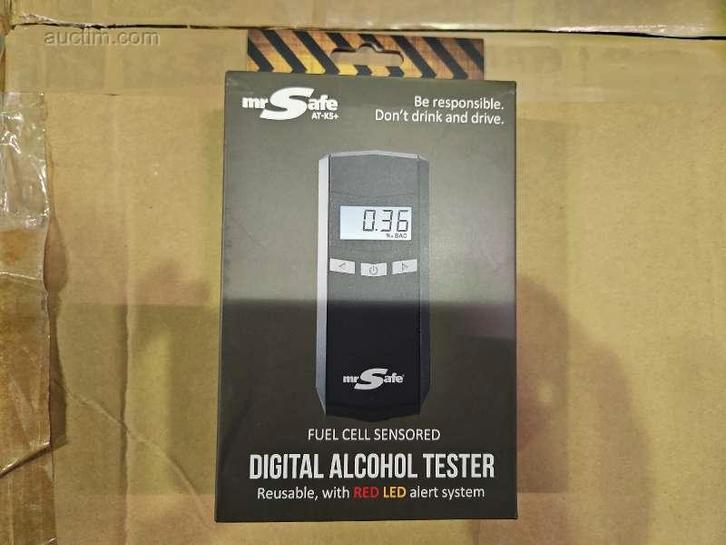 auctim.com
mrSafe
AT-K5+
Be responsible.
Don't drink and drive.
0.36
‰BAC
mrSafe
FUEL CELL SENSORED
DIGITAL ALCOHOL TESTER
Reusable, with RED LED alert system